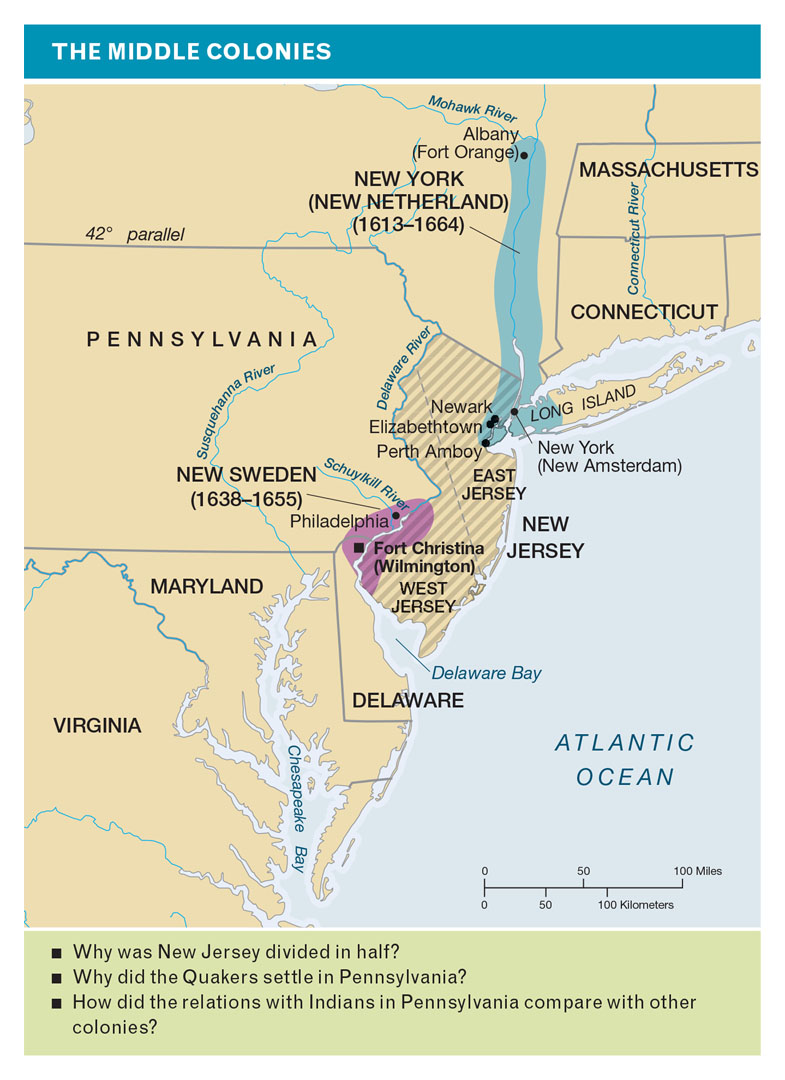 THE MIDDLE COLONIES
Mohawk River
Albany
(Fort Orange)
NEW YORK
(NEW NETHERLAND)
(1613–1664)
MASSACHUSETTS
Connecticut River
42° parallel
CONNECTICUT
PENNSYLVANIA
Delaware River
Susquehanna River
LONG ISLAND
Newark
Elizabethtown
Perth Amboy
New York
(New Amsterdam)
NEW SWEDEN
(1638–1655)
Schuylkill River
EAST
JERSEY
Philadelphia
NEW
JERSEY
Fort Christina
(Wilmington)
MARYLAND
WEST
JERSEY
Delaware Bay
DELAWARE
VIRGINIA
ATLANTIC
OCEAN
Chesapeake Bay
0 50 100 Miles
0 50 100 Kilometers
■ Why was New Jersey divided in half?
■ Why did the Quakers settle in Pennsylvania?
■ How did the relations with Indians in Pennsylvania compare with other
colonies?